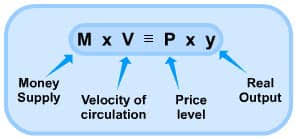 M x V ≡ P x y
Money
Supply
Velocity of
circulation
Price
level
Real
Output